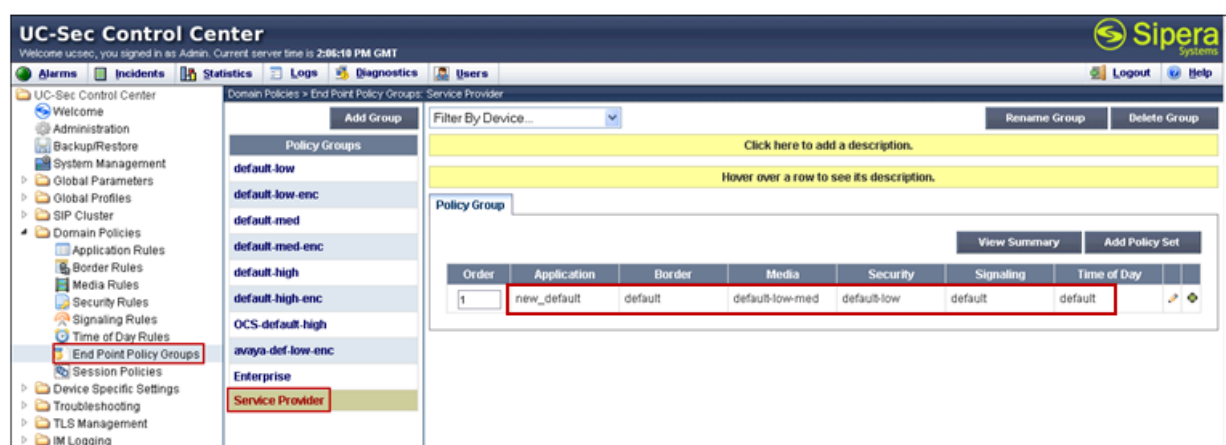 UC-Sec Control Center
Welcome ucsec, you signed in as Admin. Current server time is 2:06:10 PM GMT
Sipera
Systems
Alarms Incidents Statistics Logs Diagnostics Users Logout Help
UC-Sec Control Center
Welcome
Administration
Backup/Restore
System Management
Global Parameters
Global Profiles
SIP Cluster
Domain Policies
Application Rules
Border Rules
Media Rules
Security Rules
Signaling Rules
Time of Day Rules
End Point Policy Groups
Session Policies
Device Specific Settings
Troubleshooting
TLS Management
IM Logging
Domain Policies > End Point Policy Groups: Service Provider
Add Group
Policy Groups
default-low
default-low-enc
default-med
default-med-enc
default-high
default-high-enc
OCS-default-high
avaya-def-low-enc
Enterprise
Service Provider
Filter By Device... Rename Group Delete Group
Click here to add a description.
Hover over a row to see its description.
Policy Group
View Summary Add Policy Set
Order Application Border Media Security Signaling Time of Day
1 new_default default default-low-med default-low default default